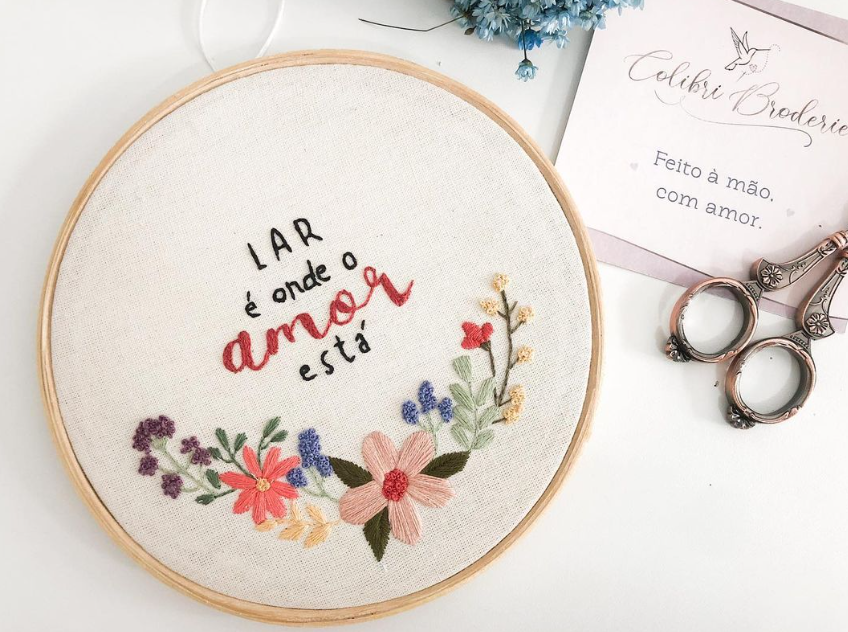 LAR
é onde o
amor
está
Colibri Broderie
Feito à mão,
com amor.